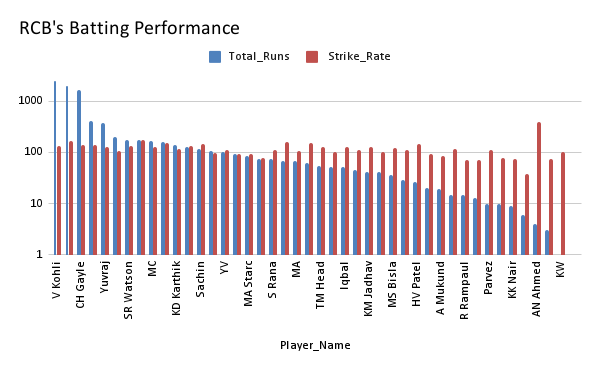 RCB's Batting Performance
Total_Runs Strike_Rate
1000
100
10
1
V Kohli
CH Gayle
Yuvraj
SR Watson
MC
KD Karthik
Sachin
YV
MA Starc
S Rana
MA
TM Head
Iqbal
KM Jadhav
MS Bisla
HV Patel
A Mukund
R Rampaul
Parvez
KK Nair
AN Ahmed
KW
Player_Name